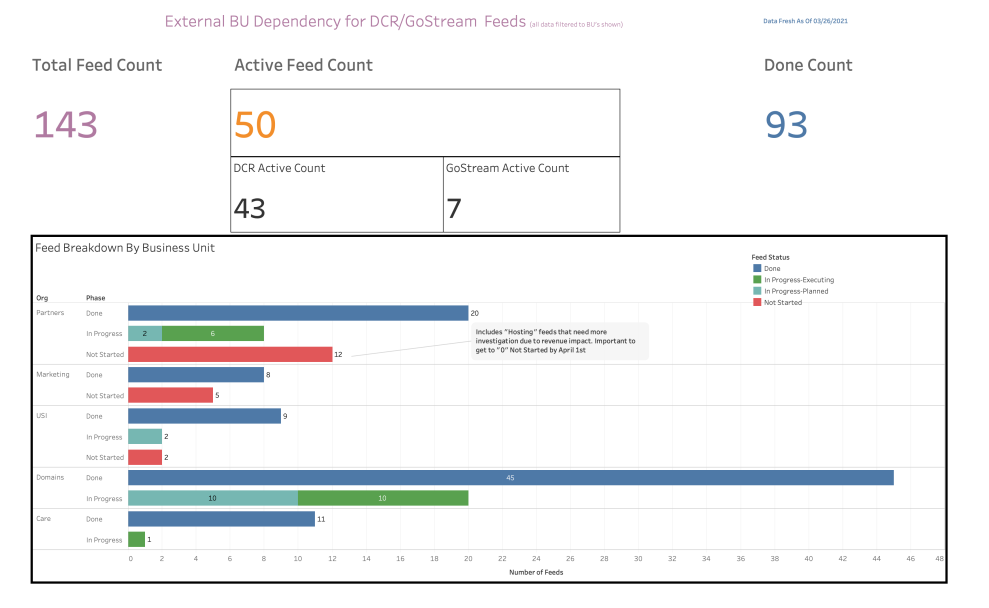 External BU Dependency for DCR/GoStream Feeds (all data filtered to BU's shown)
Data Fresh As Of 03/26/2021
Total Feed Count
Active Feed Count
Done Count
143
50
93
DCR Active Count
GoStream Active Count
43
7
Feed Breakdown By Business Unit
Feed Status
Done
In Progress-Executing
In Progress-Planned
Not Started
Org Phase
Partners Done 20
In Progress 2 6
Not Started 12
Includes "Hosting" feeds that need more
investigation due to revenue impact. Important to
get to "0" Not Started by April 1st
Marketing Done 8
Not Started 5
USI Done 9
In Progress 2
Not Started 2
Domains Done 45
In Progress 10 10
Care Done 11
In Progress 1
0 2 4 6 8 10 12 14 16 18 20 22 24 26 28 30 32 34 36 38 40 42 44 46 48
Number of Feeds